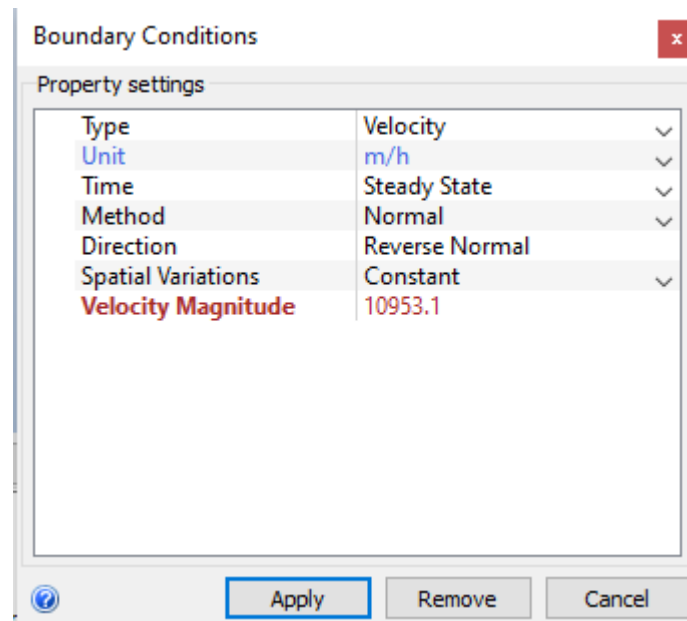 Boundary Conditions
x
Property settings
Type Velocity
Unit m/h
Time Steady State
Method Normal
Direction Reverse Normal
Spatial Variations Constant
Velocity Magnitude 10953.1
? Apply Remove Cancel